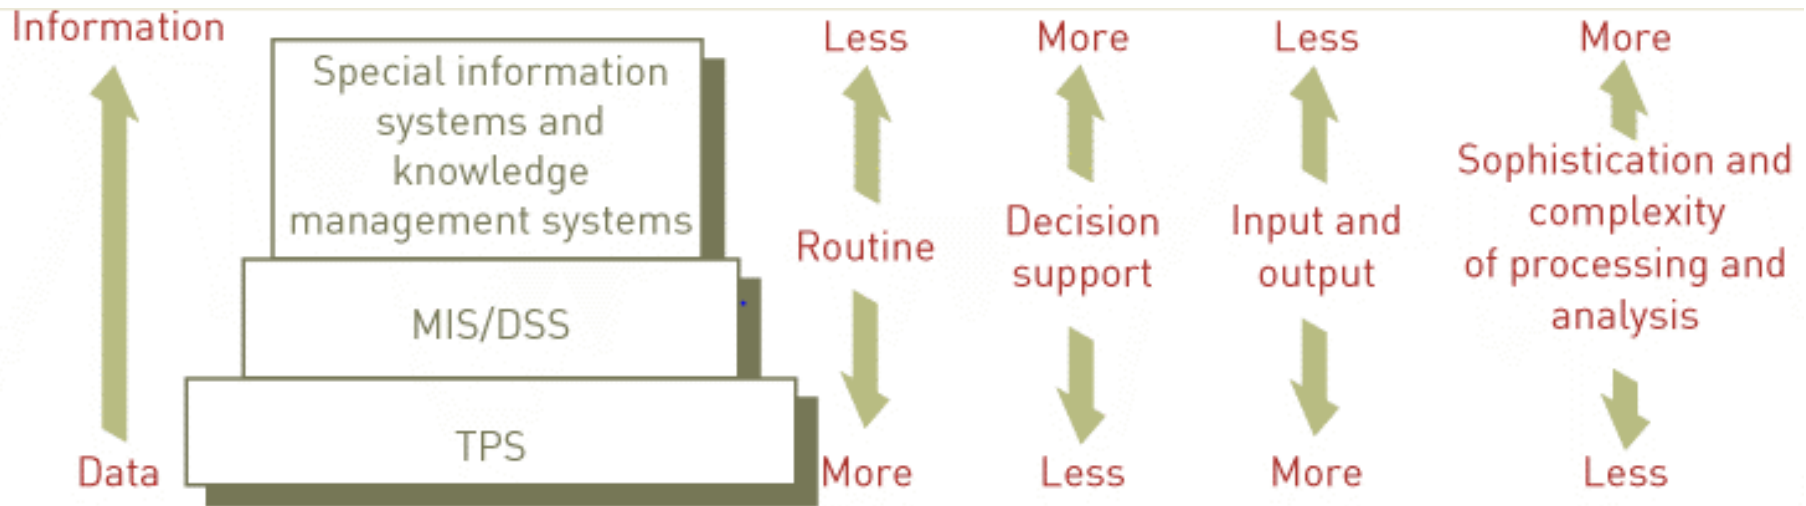 Information
Special information
systems and
knowledge
management systems
MIS/DSS
TPS
Data
Less
Routine
More
More
Decision
support
Less
Less
Input and
output
More
More
Sophistication and
complexity
of processing and
analysis
Less